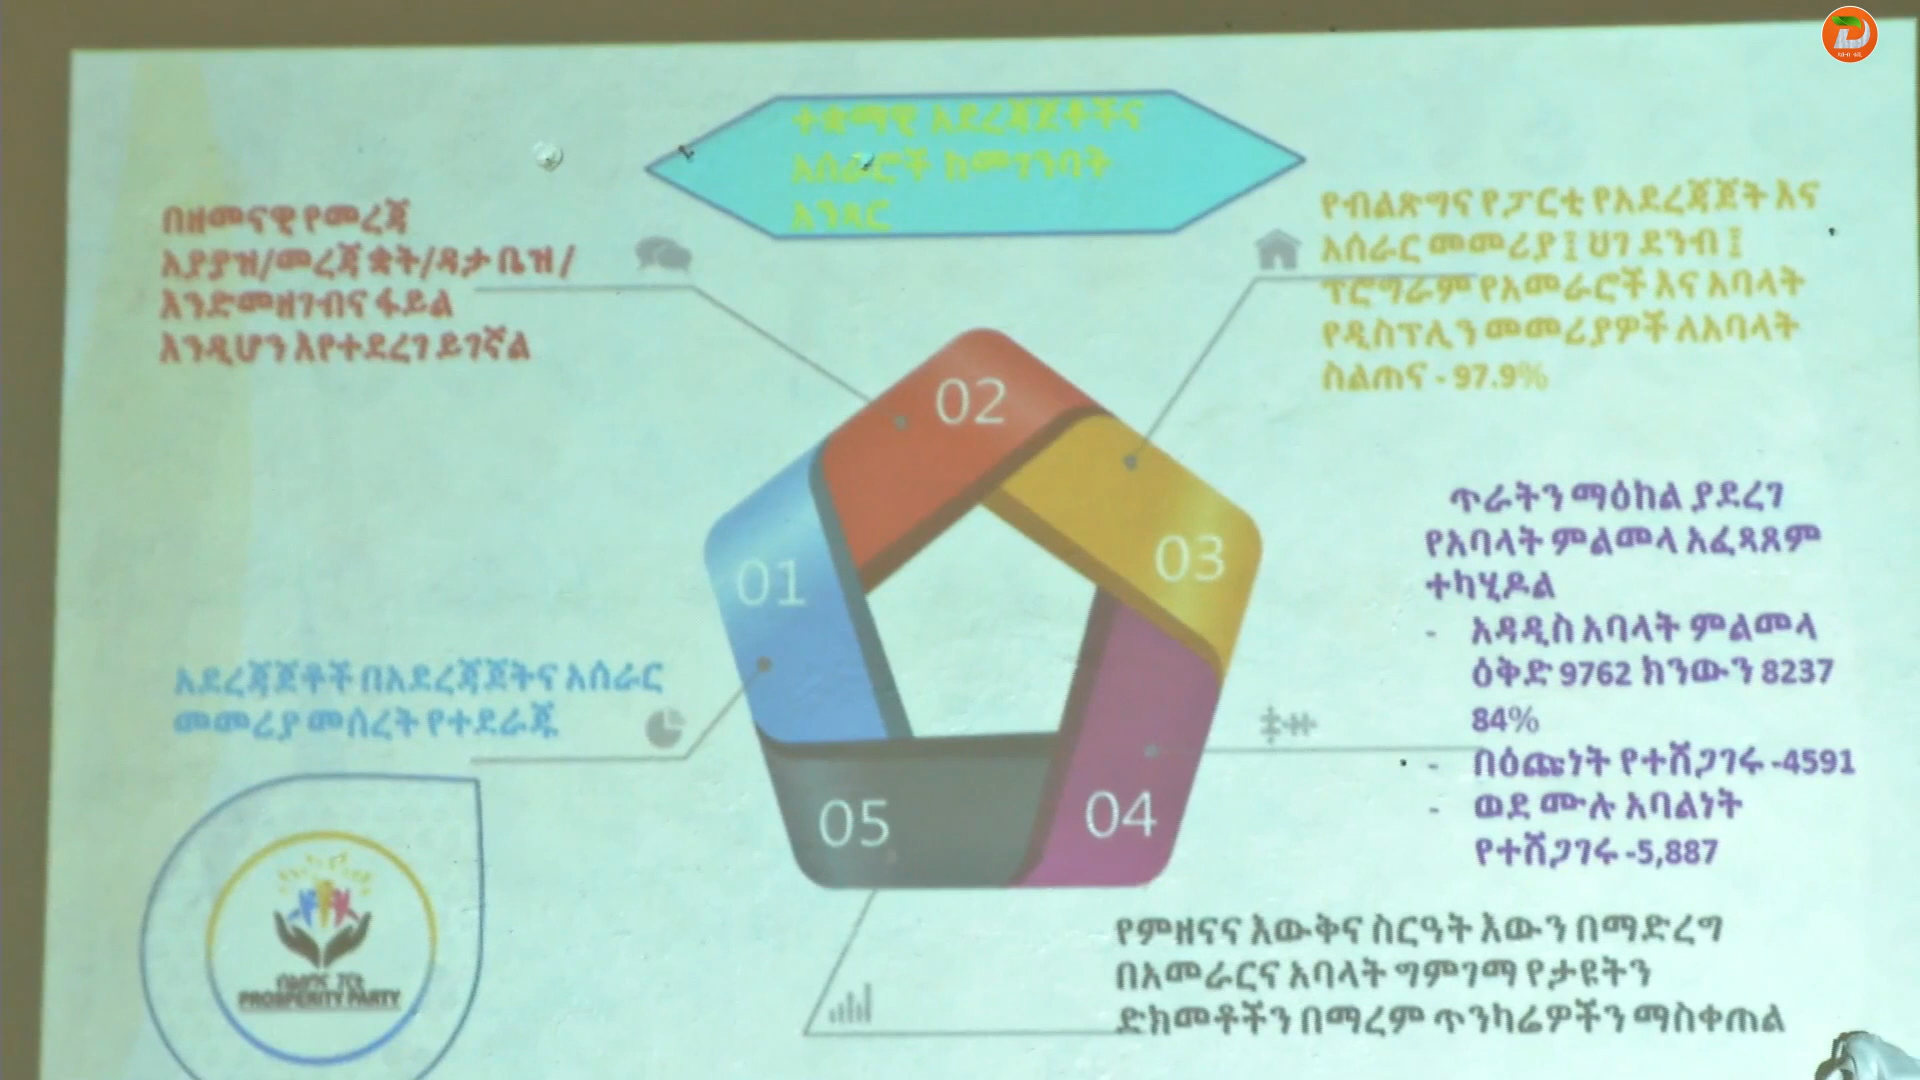 ተቋማዊ አደረጃጀቶችና
አሰራሮች ከመገንባት
አንጻር
በዘመናዊ የመረጃ
አያያዝ/መረጃ ቋት/ዳታ ቤዝ /
እንድመዘገብና ፋይል
እንዲሆን እየተደረገ ይገኛል
የብልጽግና የፓርቲ የአደረጃጀት እና
አሰራር መመሪያ ፤ ህገ ደንብ ፤
ፕሮግራም የአመራሮች እና አባላት
የዲስፕሊን መመሪያዎች ለአባላት
ስልጠና - 97.9%
02
03
01
05
04
ጥራትን ማዕከል ያደረገ
የአባላት ምልመላ አፈጻጸም
ተካሂዷል
- አዳዲስ አባላት ምልመላ
ዕቅድ 9762 ክንውን 8237
84%
- በዕጩነት የተሸጋገሩ -4591
- ወደ ሙሉ አባልነት
የተሸጋገሩ -5,887
አደረጃጀቶች በአደረጃጀትና አሰራር
መመሪያ መሰረት የተደራጁ
የምዘናና እውቅና ስርዓት እውን በማድረግ
በአመራርና አባላት ግምገማ የታዩትን
ድክመቶችን በማረም ጥንካሬዎችን ማስቀጠል
ብልፅግና ፓርቲ
PROSPERITY PARTY